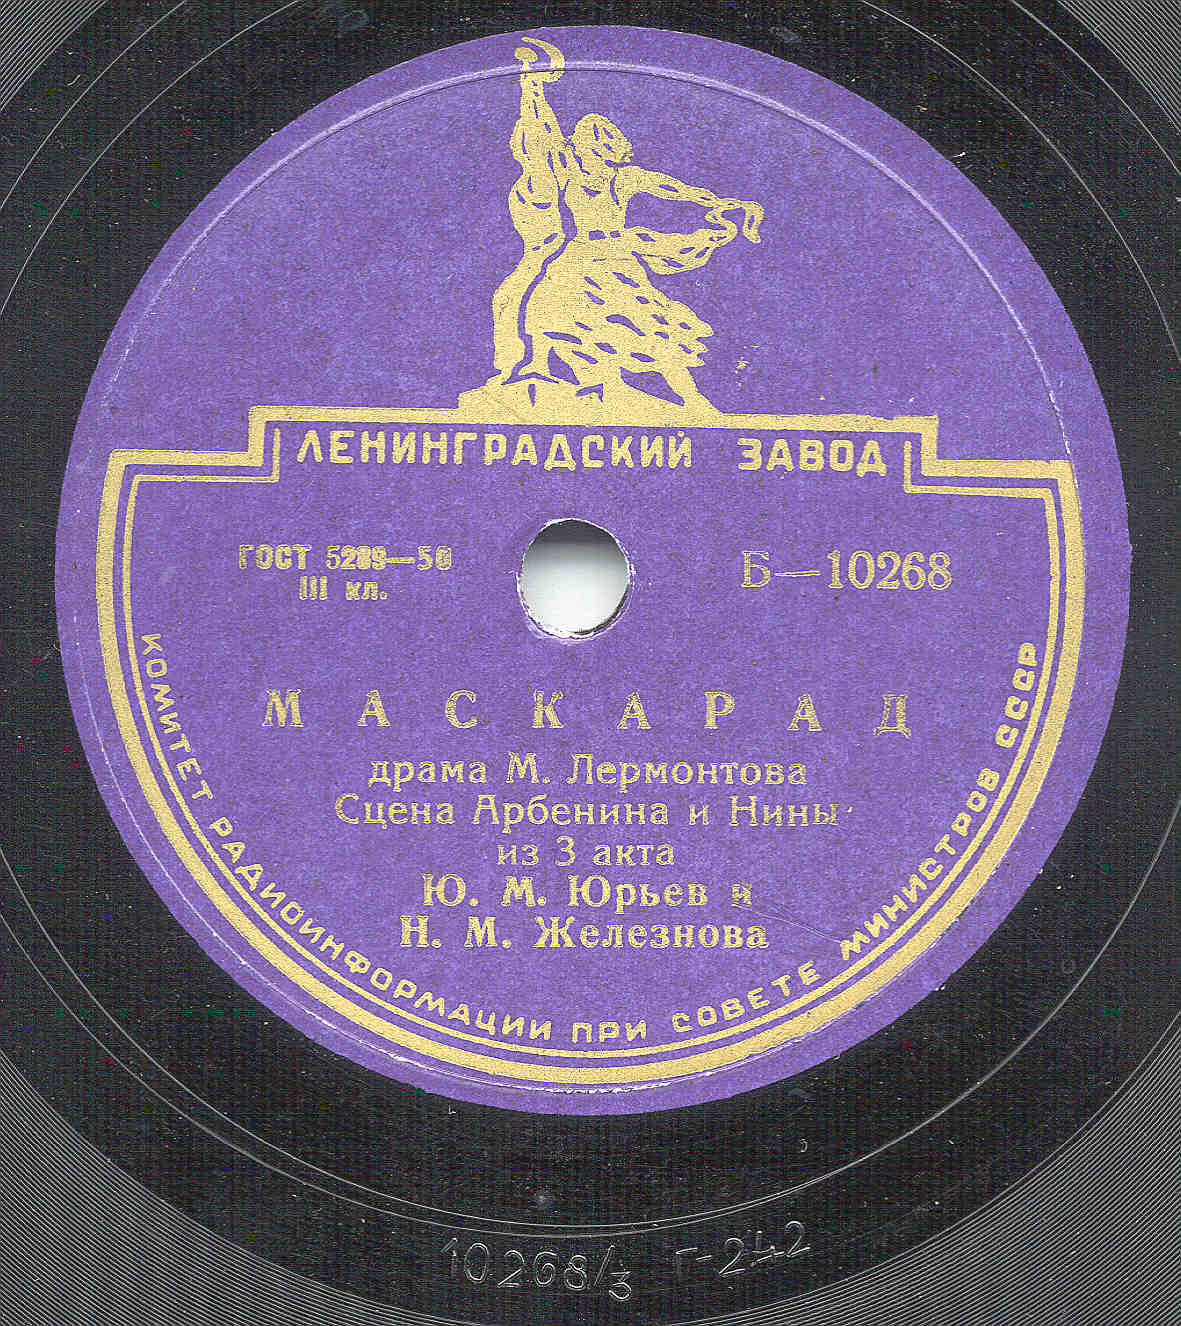 ЛЕНИНГРАДСКИЙ ЗАВОД
ГОСТ 5289—50
III кл.
Б—10268
МАСКАРАД
драма М. Лермонтова
Сцена Арбенина и Нины
из 3 акта
Ю. М. Юрьев и
Н. М. Железнова
КОМИТЕТ РАДИОИНФОРМАЦИИ ПРИ СОВЕТЕ МИНИСТРОВ СССР
10268/3 Г-242